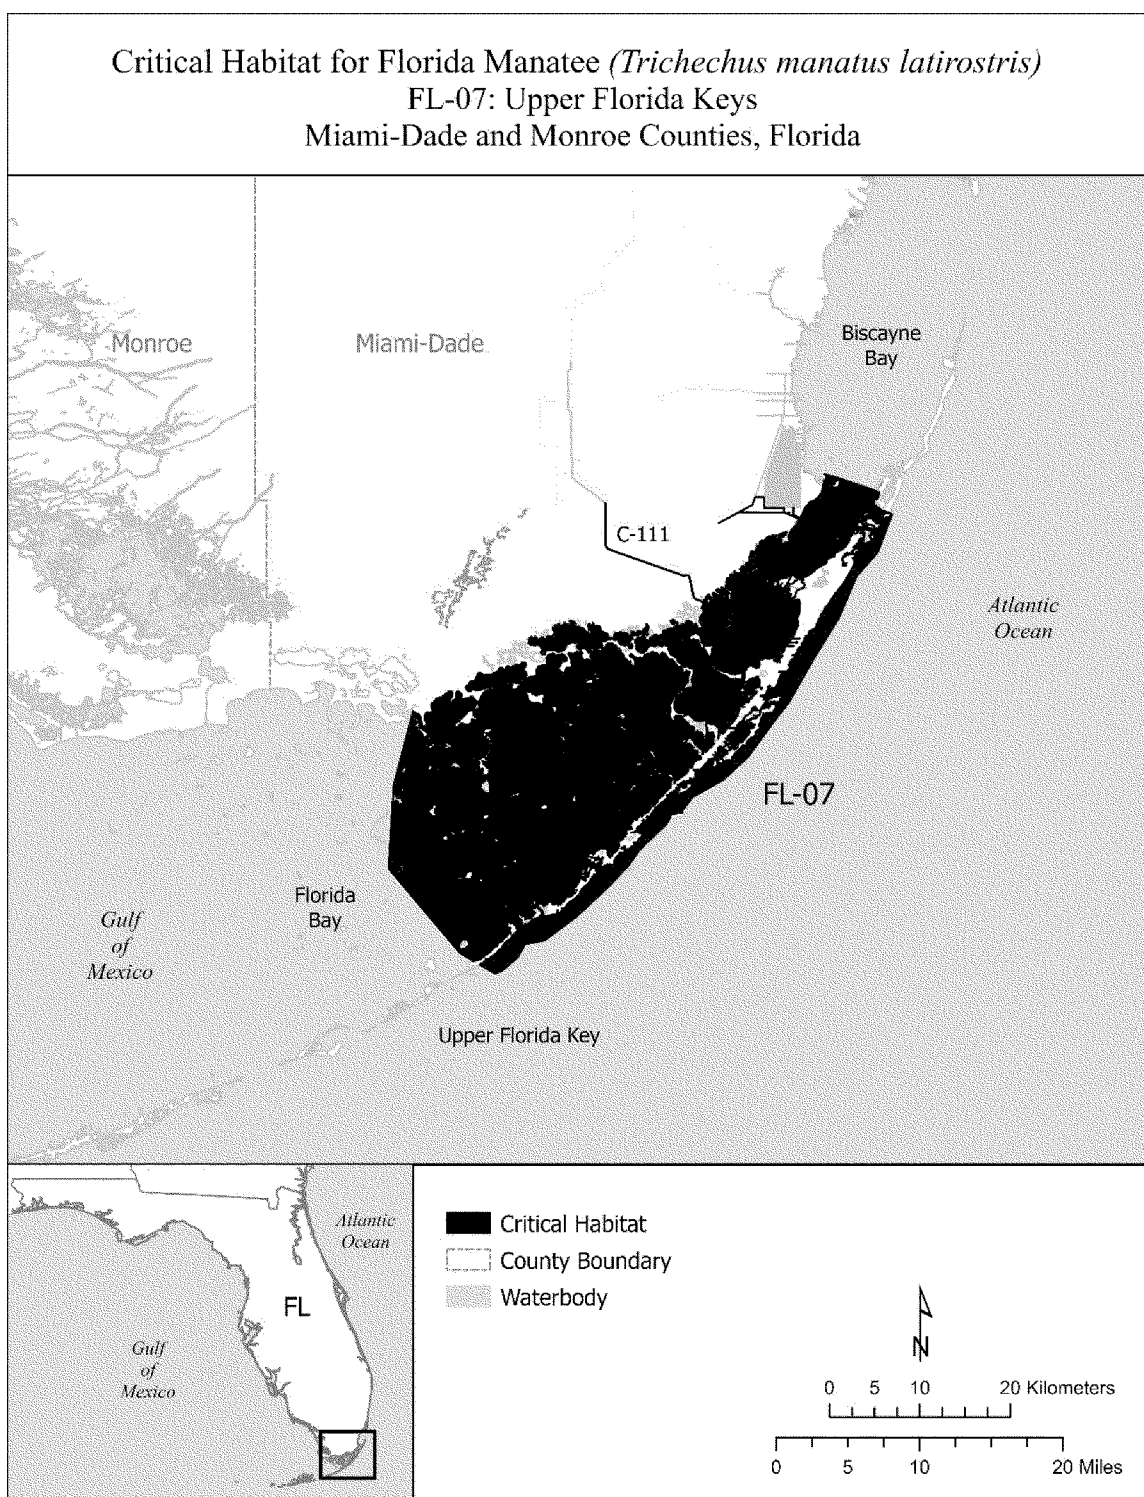 Critical Habitat for Florida Manatee (Trichechus manatus latirostris)
FL-07: Upper Florida Keys
Miami-Dade and Monroe Counties, Florida
Monroe
Miami-Dade
Biscayne
Bay
C-111
Atlantic
Ocean
FL-07
Florida
Bay
Gulf
of
Mexico
Upper Florida Key
Atlantic
Ocean
FL
Gulf
of
Mexico
Critical Habitat
County Boundary
Waterbody
N
0 5 10 20 Kilometers
0 5 10 20 Miles